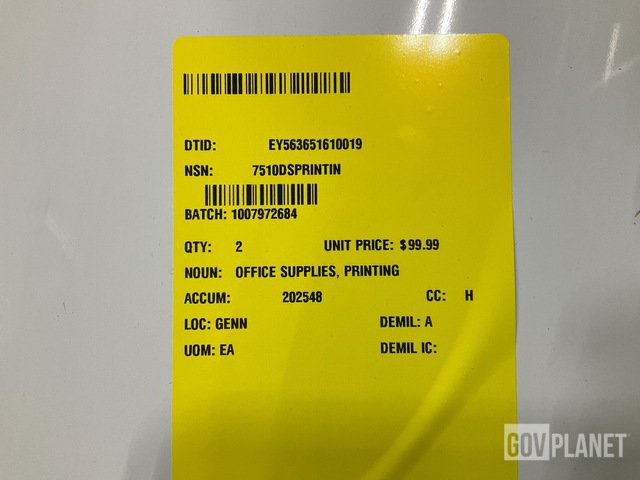 DTID: EY563651610019
NSN: 7510DSPRINTIN
BATCH: 1007972684
QTY: 2 UNIT PRICE: $99.99
NOUN: OFFICE SUPPLIES, PRINTING
ACCUM: 202548 CC: H
LOC: GENN DEMIL: A
UOM: EA DEMIL IC:
GOVPLANET